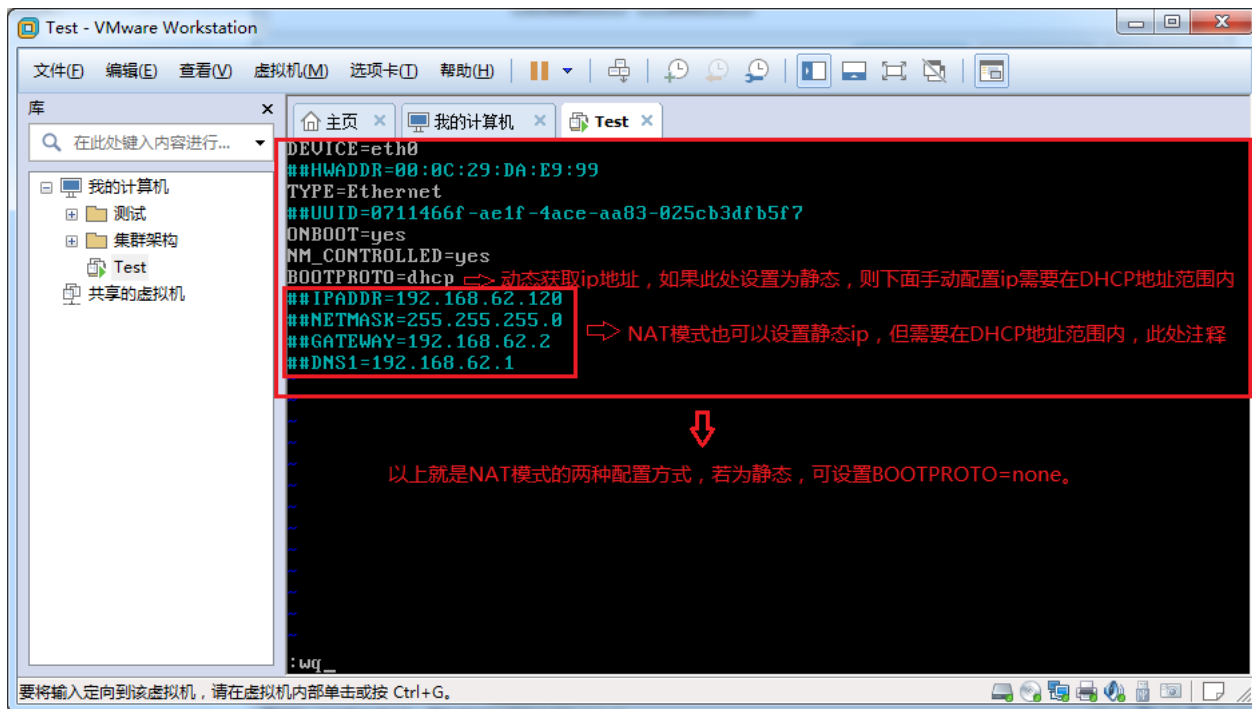 Test - VMware Workstation
文件(F) 编辑(E) 查看(V) 虚拟机(M) 选项卡(T) 帮助(H)
库
在此处键入内容进行...
我的计算机
测试
集群架构
Test
共享的虚拟机
主页 我的计算机 Test
DEVICE=eth0
##HWADDR=00:0C:29:DA:E9:99
TYPE=Ethernet
##UUID=0711466f-ae1f-4ace-aa83-025cb3dfb5f7
ONBOOT=yes
NM_CONTROLLED=yes
BOOTPROTO=dhcp 动态获取ip地址，如果此处设置为静态，则下面手动配置ip需要在DHCP地址范围内
##IPADDR=192.168.62.120
##NETMASK=255.255.255.0
NAT模式也可以设置静态ip，但需要在DHCP地址范围内，此处注释
##GATEWAY=192.168.62.2
##DNS1=192.168.62.1
~
~
~
~
以上就是NAT模式的两种配置方式，若为静态，可设置BOOTPROTO=none。
~
~
~
~
~
~
~
~
:wq_
要将输入定向到该虚拟机，请在虚拟机内部单击或按 Ctrl+G。